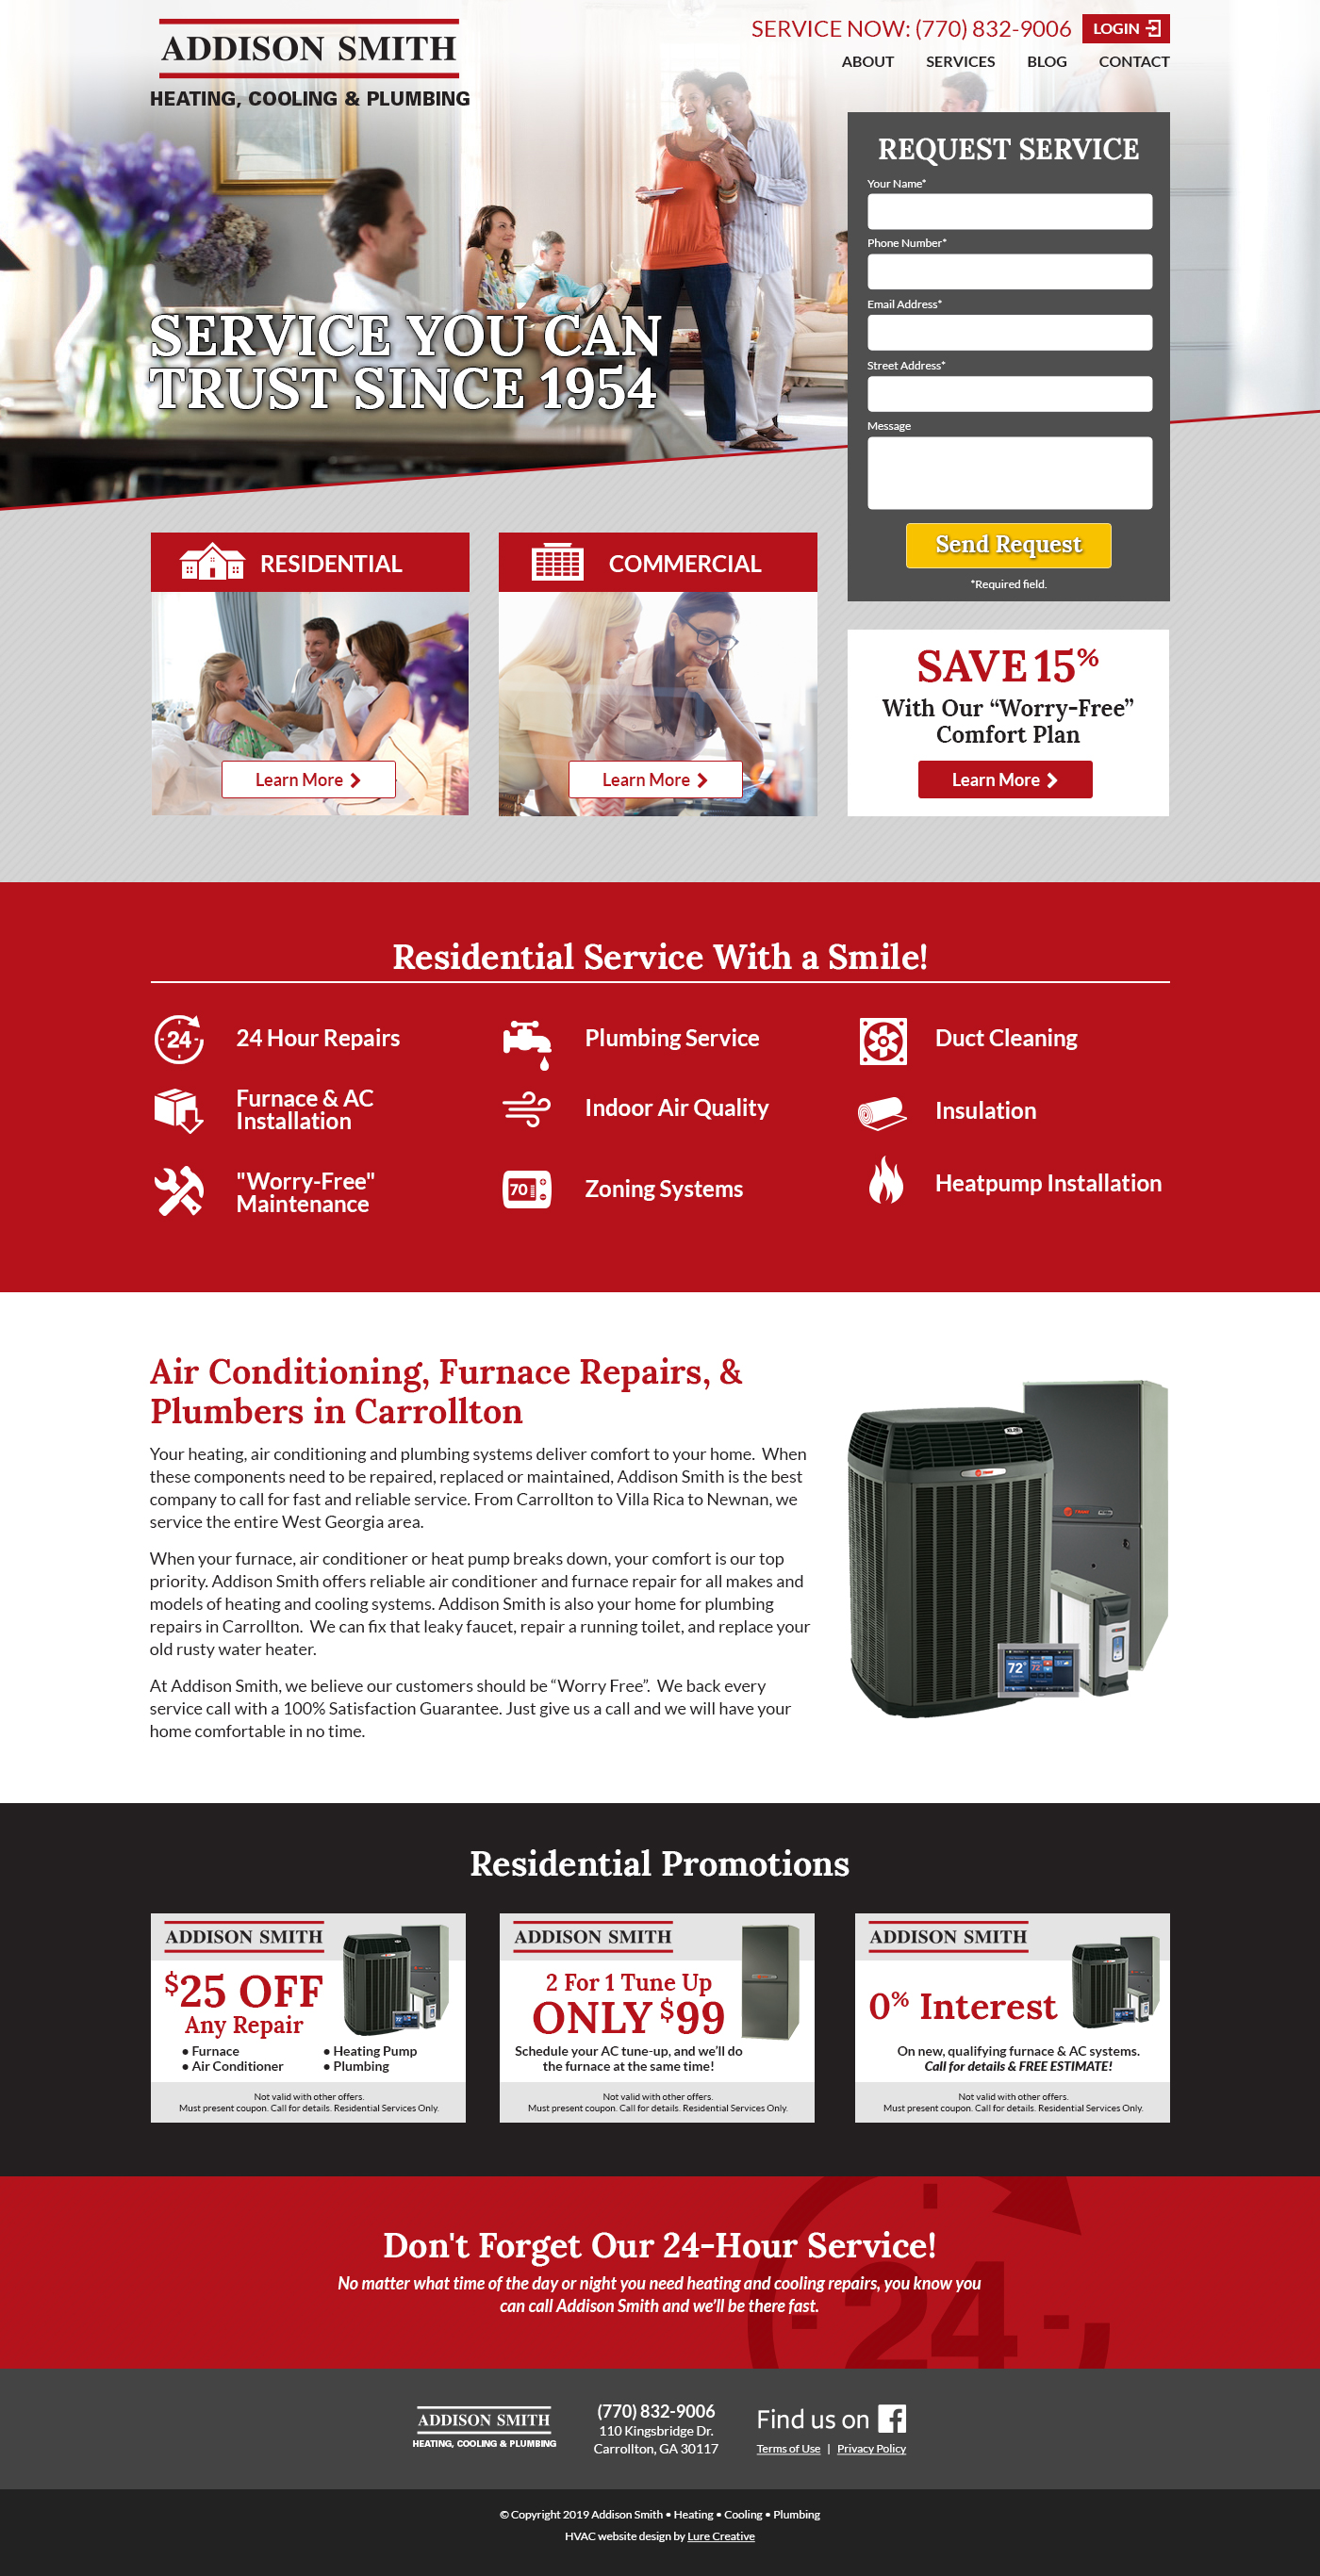 ADDISON SMITH
HEATING, COOLING & PLUMBING
SERVICE NOW: (770) 832-9006
LOGIN
ABOUT SERVICES BLOG CONTACT
SERVICE YOU CAN
TRUST SINCE 1954
REQUEST SERVICE
Your Name*
Phone Number*
Email Address*
Street Address*
Message
Send Request
*Required field.
RESIDENTIAL
Learn More
COMMERCIAL
Learn More
SAVE 15%
With Our “Worry-Free”
Comfort Plan
Learn More
Residential Service With a Smile!
24
24 Hour Repairs
Plumbing Service
Duct Cleaning
Furnace & AC
Installation
Indoor Air Quality
Insulation
"Worry-Free"
Maintenance
70
Zoning Systems
Heatpump Installation
Air Conditioning, Furnace Repairs, &
Plumbers in Carrollton
Your heating, air conditioning and plumbing systems deliver comfort to your home.  When
these components need to be repaired, replaced or maintained, Addison Smith is the best
company to call for fast and reliable service. From Carrollton to Villa Rica to Newnan, we
service the entire West Georgia area.
When your furnace, air conditioner or heat pump breaks down, your comfort is our top
priority. Addison Smith offers reliable air conditioner and furnace repair for all makes and
models of heating and cooling systems. Addison Smith is also your home for plumbing
repairs in Carrollton.  We can fix that leaky faucet, repair a running toilet, and replace your
old rusty water heater.
At Addison Smith, we believe our customers should be “Worry Free”.  We back every
service call with a 100% Satisfaction Guarantee. Just give us a call and we will have your
home comfortable in no time.
72°
Residential Promotions
ADDISON SMITH
$25 OFF
Any Repair
• Furnace
• Air Conditioner
• Heating Pump
• Plumbing
Not valid with other offers.
Must present coupon. Call for details. Residential Services Only.
ADDISON SMITH
2 For 1 Tune Up
ONLY $99
Schedule your AC tune-up, and we’ll do
the furnace at the same time!
Not valid with other offers.
Must present coupon. Call for details. Residential Services Only.
ADDISON SMITH
0% Interest
On new, qualifying furnace & AC systems.
Call for details & FREE ESTIMATE!
Not valid with other offers.
Must present coupon. Call for details. Residential Services Only.
Don't Forget Our 24-Hour Service!
No matter what time of the day or night you need heating and cooling repairs, you know you
can call Addison Smith and we’ll be there fast.
24
ADDISON SMITH
HEATING, COOLING & PLUMBING
(770) 832-9006
110 Kingsbridge Dr.
Carrollton, GA 30117
Find us on
Terms of Use | Privacy Policy
© Copyright 2019 Addison Smith • Heating • Cooling • Plumbing
HVAC website design by Lure Creative